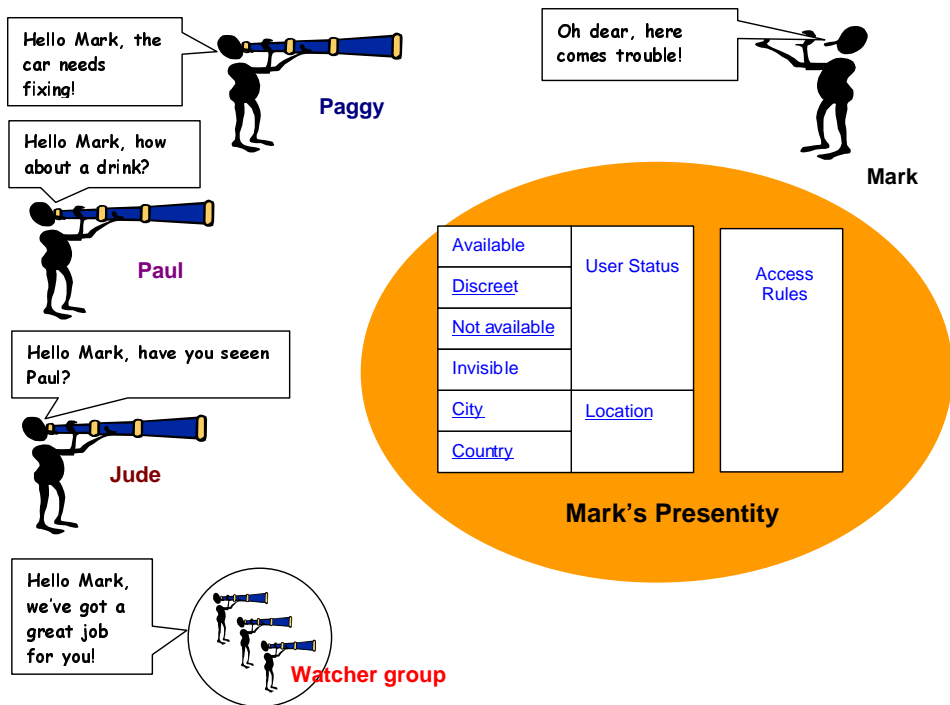 Hello Mark, the
car needs
fixing!
Paggy
Oh dear, here
comes trouble!
Mark
Hello Mark, how
about a drink?
Paul
Hello Mark, have you seeen
Paul?
Jude
Hello Mark,
we've got a
great job
for you!
Watcher group
Available
Discreet
Not available
Invisible
City
Country
User Status
Location
Access
Rules
Mark's Presentity